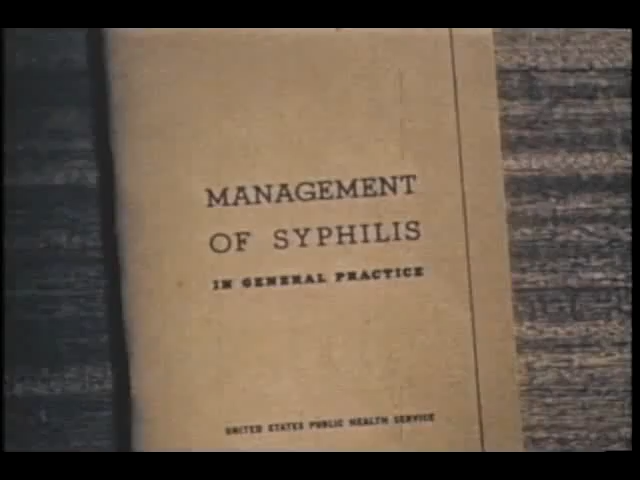 MANAGEMENT
OF SYPHILIS
IN GENERAL PRACTICE
UNITED STATES PUBLIC HEALTH SERVICE